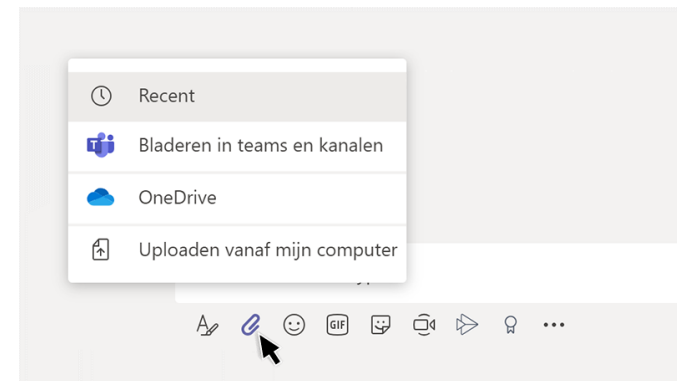 Recent
Bladeren in teams en kanalen
OneDrive
Uploaden vanaf mijn computer
GIF